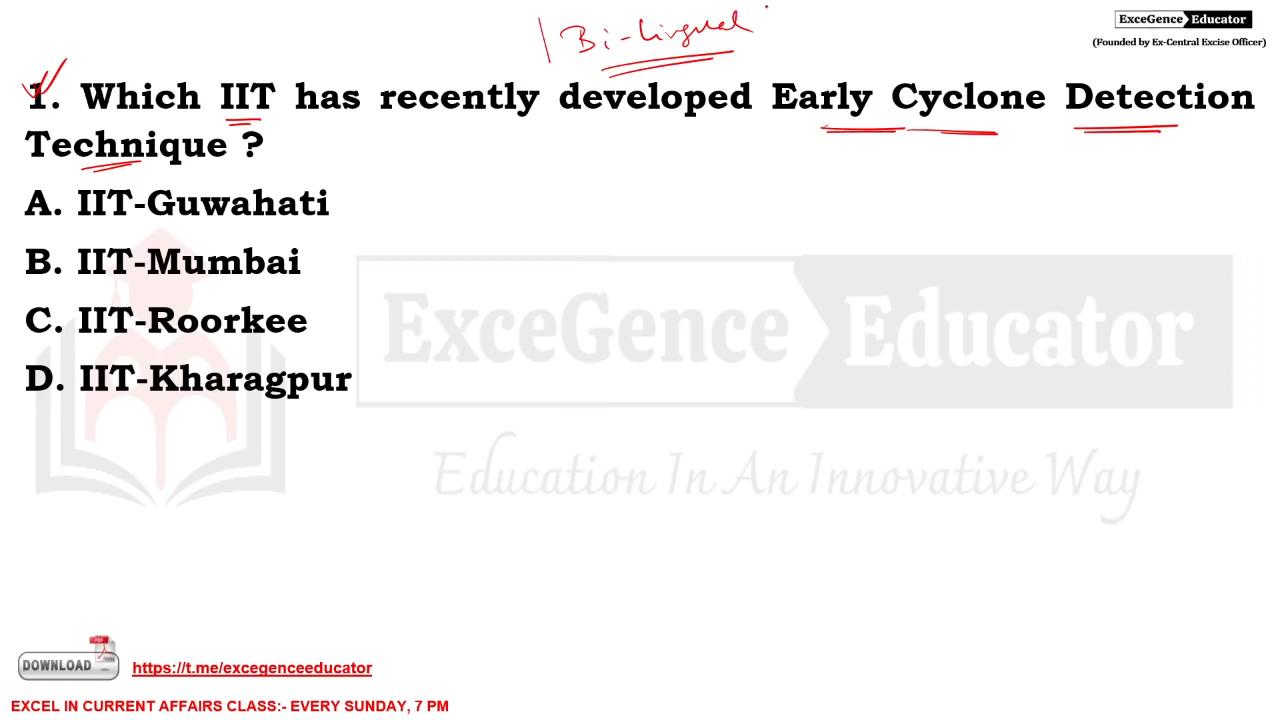 Bi-lingual
ExceGence Educator
(Founded by Ex-Central Excise Officer)
1. Which IIT has recently developed Early Cyclone Detection
Technique ?
A. IIT-Guwahati
B. IIT-Mumbai
C. IIT-Roorkee
D. IIT-Kharagpur
ExceGence Educator
Education In An Innovative Way
PDF
DOWNLOAD
https://t.me/excegenceeducator
EXCEL IN CURRENT AFFAIRS CLASS:- EVERY SUNDAY, 7 PM